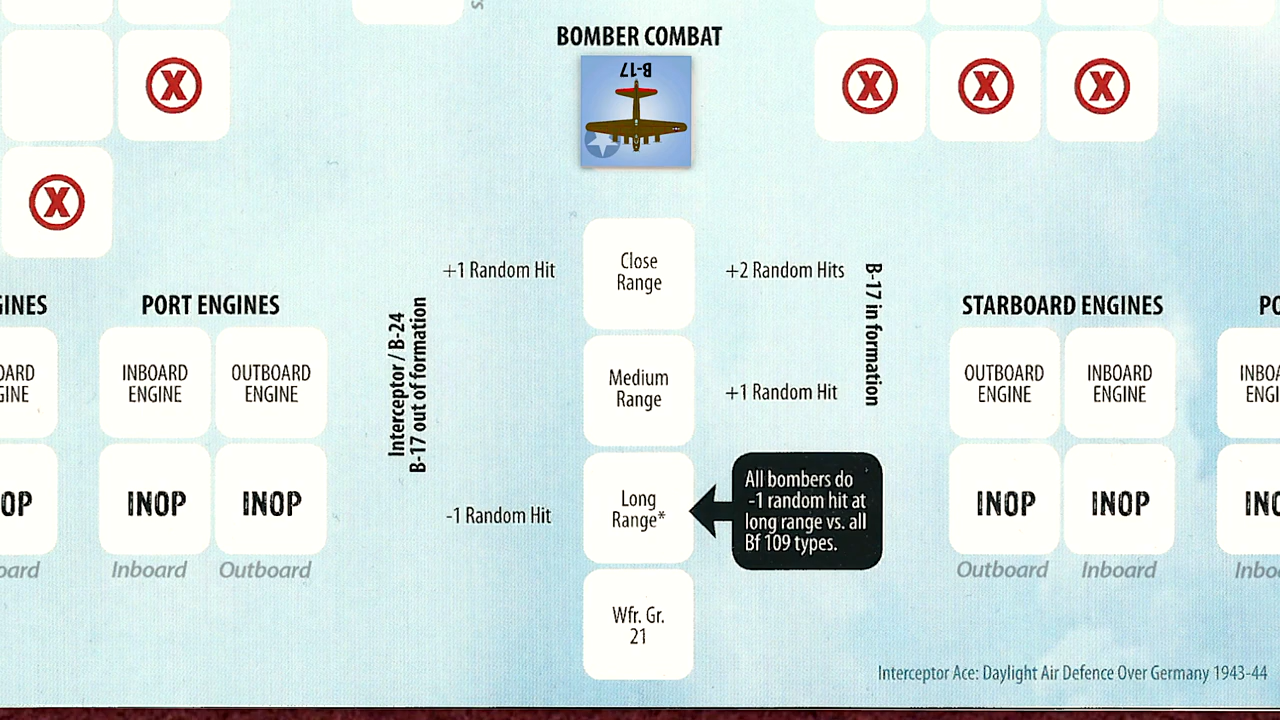 BOMBER COMBAT
B-17
X
X
X
X
X
Close
Range
+1 Random Hit
+2 Random Hits
Interceptor / B-24
B-17 out of formation
B-17 in formation
Medium
Range
+1 Random Hit
Long
Range*
-1 Random Hit
All bombers do
-1 random hit at
long range vs. all
Bf 109 types.
Wfr. Gr.
21
GINES
PORT ENGINES
INBOARD
ENGINE
OUTBOARD
ENGINE
INOP
INOP
Inboard
Outboard
STARBOARD ENGINES
OUTBOARD
ENGINE
INBOARD
ENGINE
INOP
INOP
Outboard
Inboard
Interceptor Ace: Daylight Air Defence Over Germany 1943-44